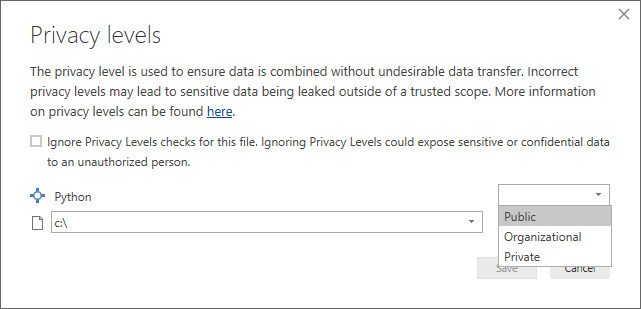 Privacy levels
The privacy level is used to ensure data is combined without undesirable data transfer. Incorrect
privacy levels may lead to sensitive data being leaked outside of a trusted scope. More information
on privacy levels can be found here.
Ignore Privacy Levels checks for this file. Ignoring Privacy Levels could expose sensitive or confidential data
to an unauthorized person.
Python
c:\
Public
Organizational
Private
Save
Cancel